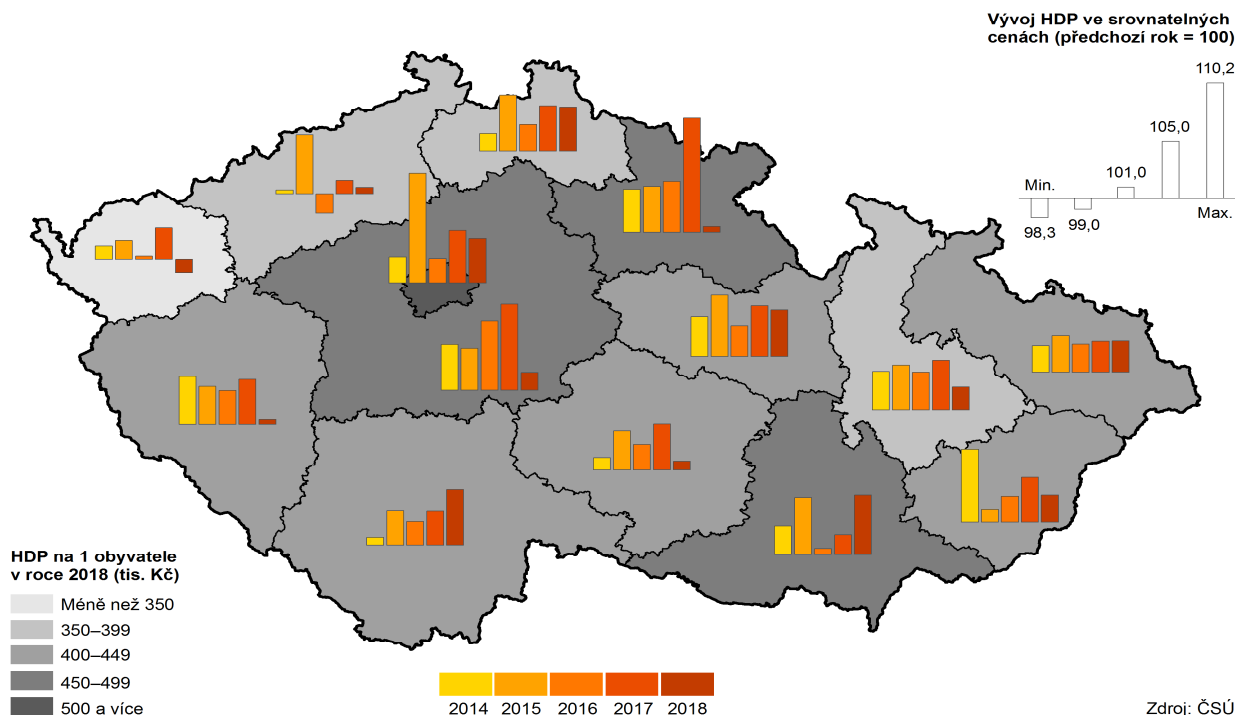 Vývoj HDP ve srovnatelných
cenách (předchozí rok = 100)
110,2
105,0
101,0
Min.
Max.
98,3
99,0
HDP na 1 obyvatele
v roce 2018 (tis. Kč)
Méně než 350
350–399
400–449
450–499
500 a více
2014 2015 2016 2017 2018
Zdroj: ČSÚ